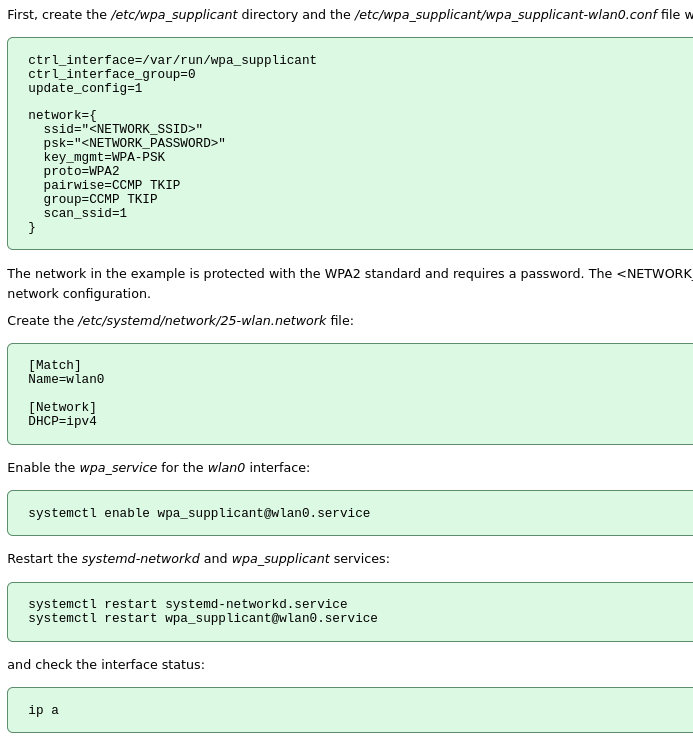 First, create the /etc/wpa_supplicant directory and the /etc/wpa_supplicant/wpa_supplicant-wlan0.conf file w
ctrl_interface=/var/run/wpa_supplicant
ctrl_interface_group=0
update_config=1
network={
ssid="<NETWORK_SSID>"
psk="<NETWORK_PASSWORD>"
key_mgmt=WPA-PSK
proto=WPA2
pairwise=CCMP TKIP
group=CCMP TKIP
scan_ssid=1
}
The network in the example is protected with the WPA2 standard and requires a password. The <NETWORK_
network configuration.
Create the /etc/systemd/network/25-wlan.network file:
[Match]
Name=wlan0
[Network]
DHCP=ipv4
Enable the wpa_service for the wlan0 interface:
systemctl enable wpa_supplicant@wlan0.service
Restart the systemd-networkd and wpa_supplicant services:
systemctl restart systemd-networkd.service
systemctl restart wpa_supplicant@wlan0.service
and check the interface status:
ip a